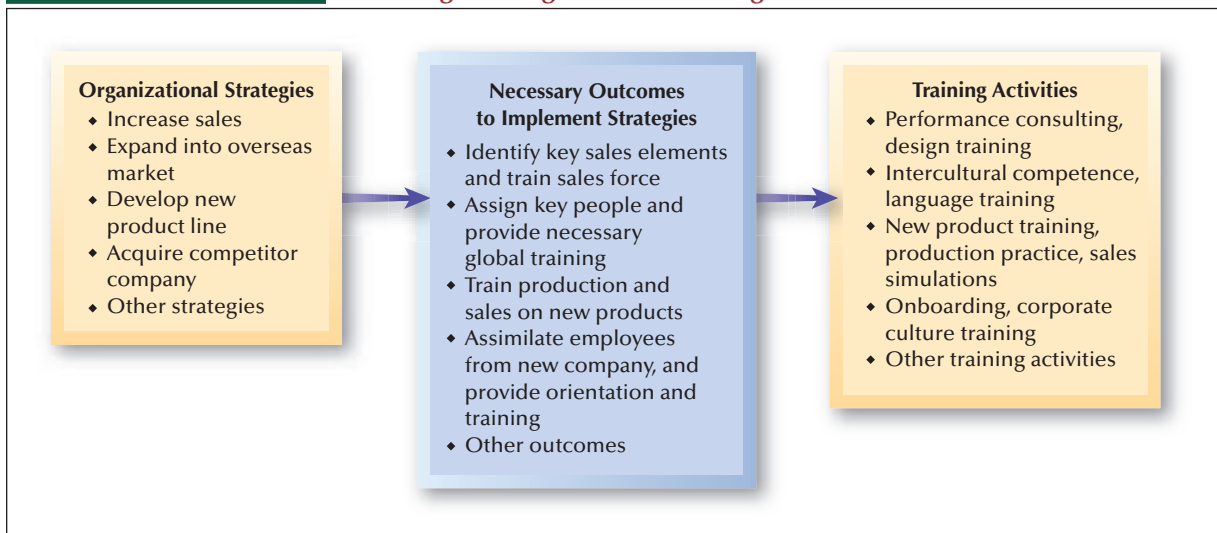 Organizational Strategies
◆ Increase sales
◆ Expand into overseas
market
◆ Develop new
product line
◆ Acquire competitor
company
◆ Other strategies
Necessary Outcomes
to Implement Strategies
◆ Identify key sales elements
and train sales force
◆ Assign key people and
provide necessary
global training
◆ Train production and
sales on new products
◆ Assimilate employees
from new company, and
provide orientation and
training
◆ Other outcomes
Training Activities
◆ Performance consulting,
design training
◆ Intercultural competence,
language training
◆ New product training,
production practice, sales
simulations
◆ Onboarding, corporate
culture training
◆ Other training activities